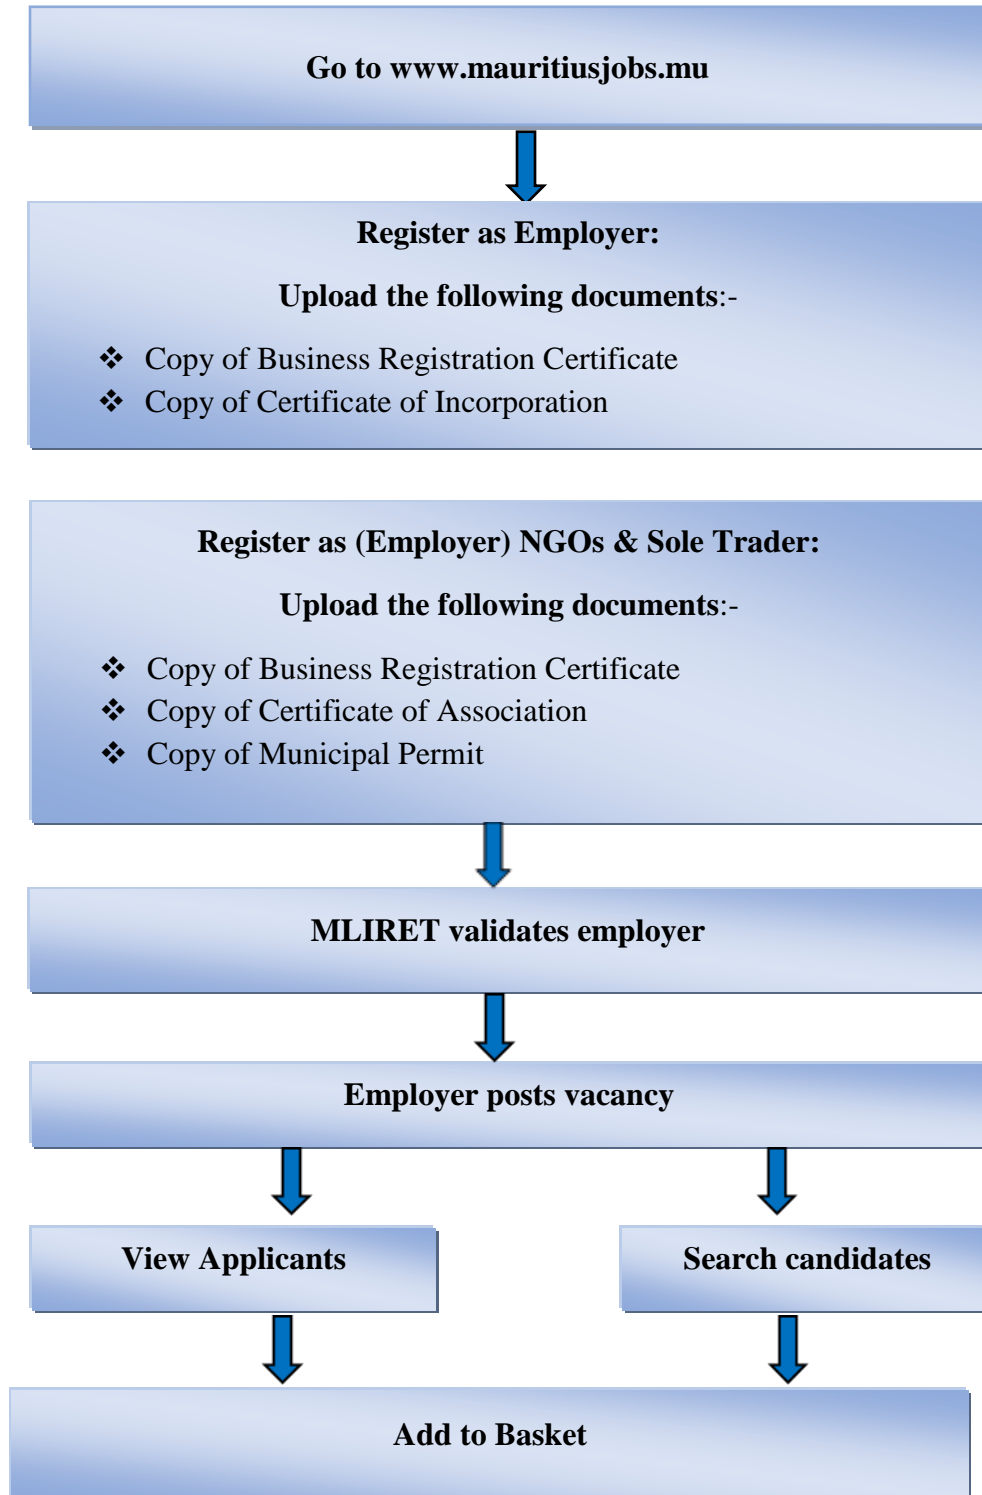 Go to www.mauritiusjobs.mu
Register as Employer:
Upload the following documents:-
❖ Copy of Business Registration Certificate
❖ Copy of Certificate of Incorporation
Register as (Employer) NGOs & Sole Trader:
Upload the following documents:-
❖ Copy of Business Registration Certificate
❖ Copy of Certificate of Association
❖ Copy of Municipal Permit
MLIRET validates employer
Employer posts vacancy
View Applicants
Search candidates
Add to Basket